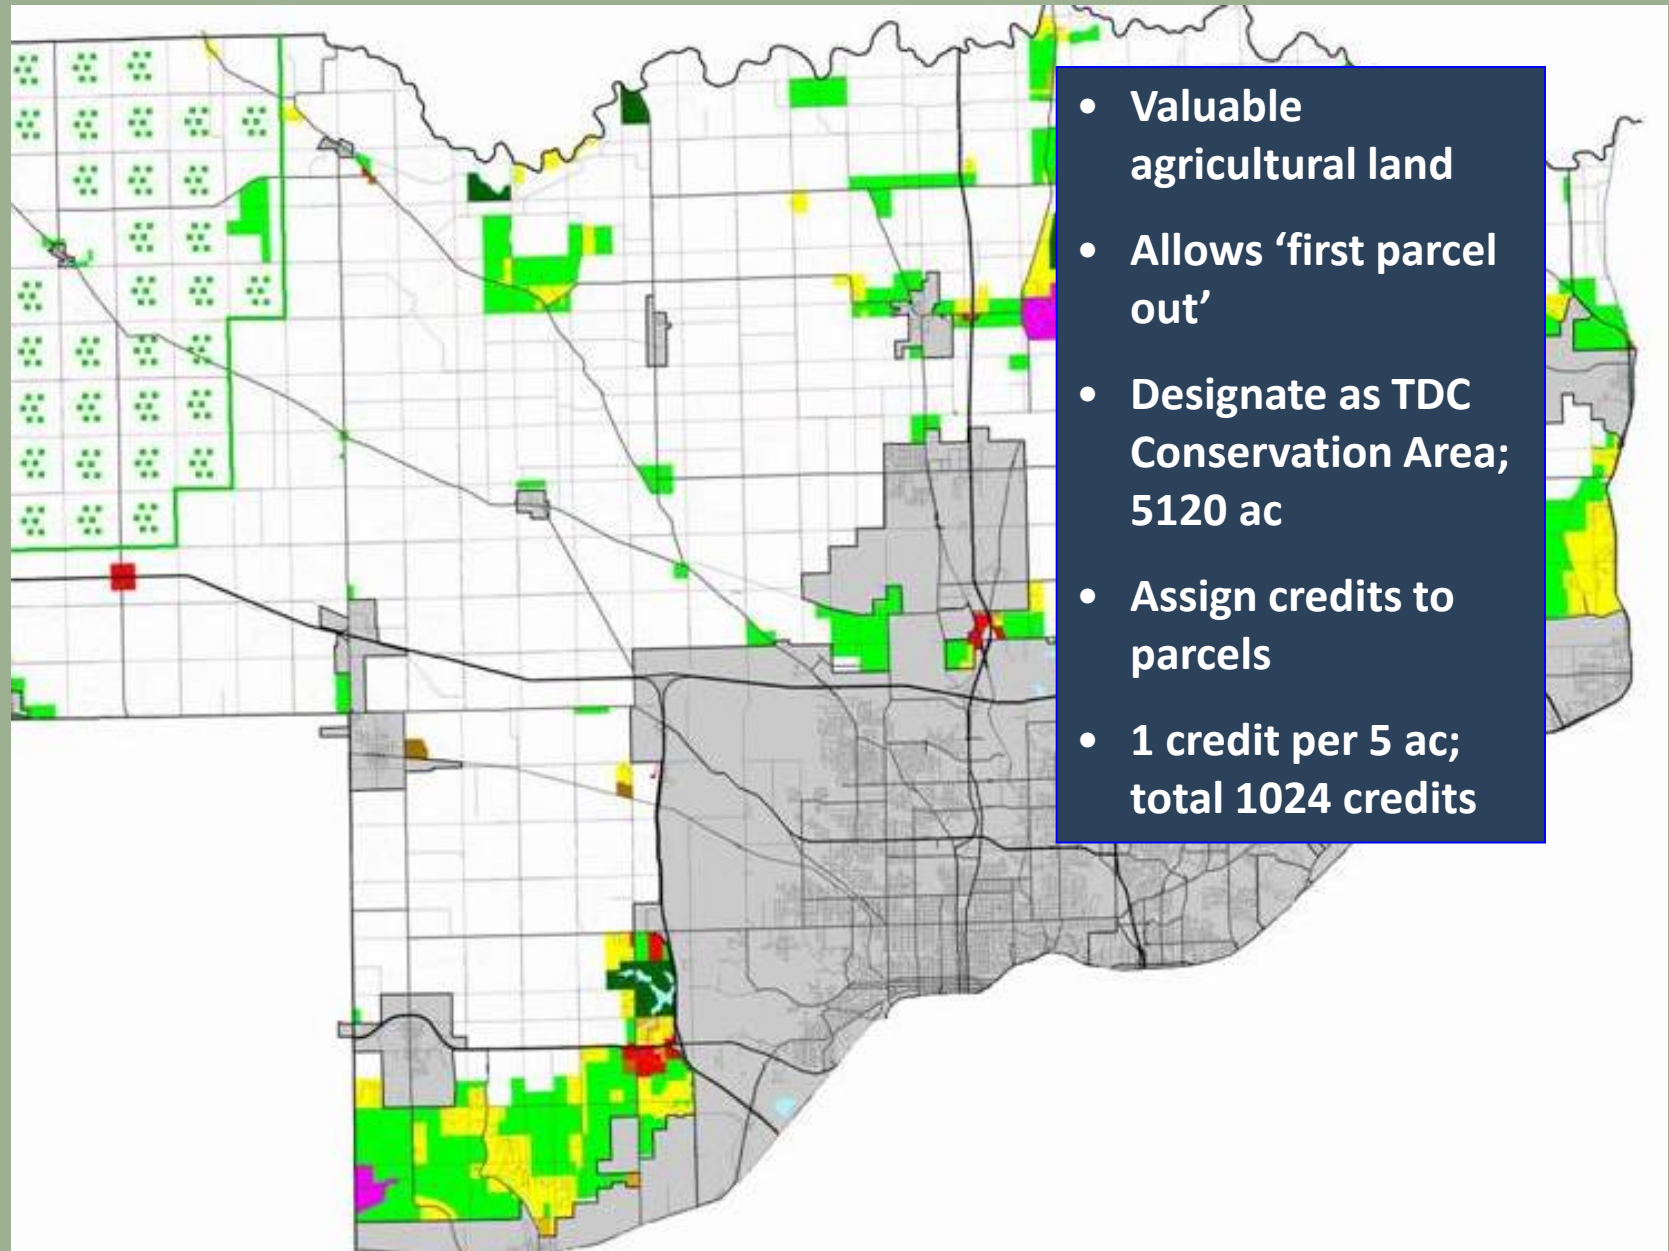 • Valuable
agricultural land
• Allows ‘first parcel
out’
• Designate as TDC
Conservation Area;
5120 ac
• Assign credits to
parcels
• 1 credit per 5 ac;
total 1024 credits